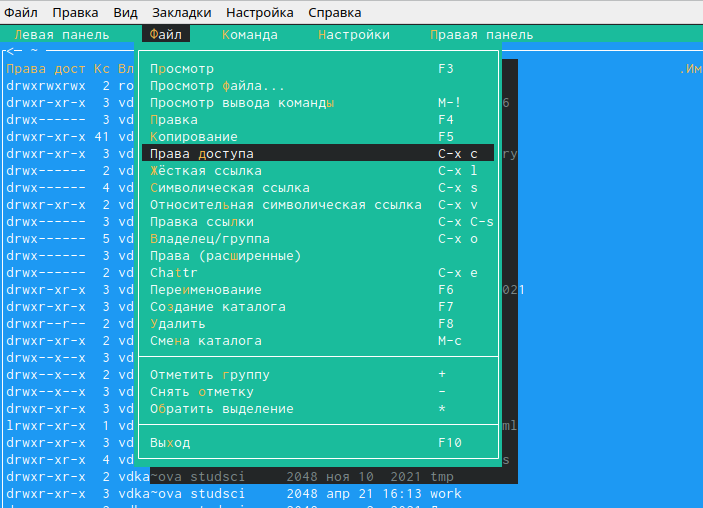 Файл Правка Вид Закладки Настройка Справка
Левая панель Файл Команда Настройки Правая панель
<─ ~
Права дост Кс Вл .Им
drwxrwxrwx 2 ro Просмотр F3
Просмотр файла...
drwxr-xr-x 3 vd Просмотр вывода команды M-! 6
drwx------ 3 vd Правка F4
drwxr-xr-x 41 vd Копирование F5
drwxr-xr-x 3 vd Права доступа C-x c ry
drwx------ 2 vd Жёсткая ссылка C-x l
drwx------ 4 vd Символическая ссылка C-x s
drwxr-xr-x 2 vd Относительная символическая ссылка C-x v
drwx------ 3 vd Правка ссылки C-x C-s
drwx------ 5 vd Владелец/группа C-x o
drwx------ 3 vd Права (расширенные)
drwx------ 2 vd Chattr C-x e
drwxr-xr-x 3 vd Переименование F6 021
drwxr-xr-x 3 vd Создание каталога F7
drwxr--r-- 2 vd Удалить F8
drwxr-xr-x 2 vd Смена каталога M-c
drwx--x--x 3 vd
drwx--x--x 2 vd Отметить группу +
drwx--x--x 3 vd Снять отметку -
drwxr-xr-x 3 vd Обратить выделение *
lrwxr-xr-x 1 vd ml
drwxr-xr-x 3 vd Выход F10
drwxr-xr-x 4 vd s
drwxr-xr-x 2 vdka~ova studsci 2048 ноя 10 2021 tmp
drwxr-xr-x 3 vdka~ova studsci 2048 апр 21 16:13 work